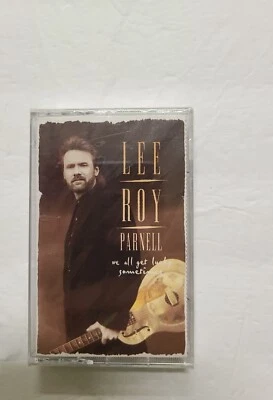 LEE
ROY
PARNELL
we all get lucky
sometimes